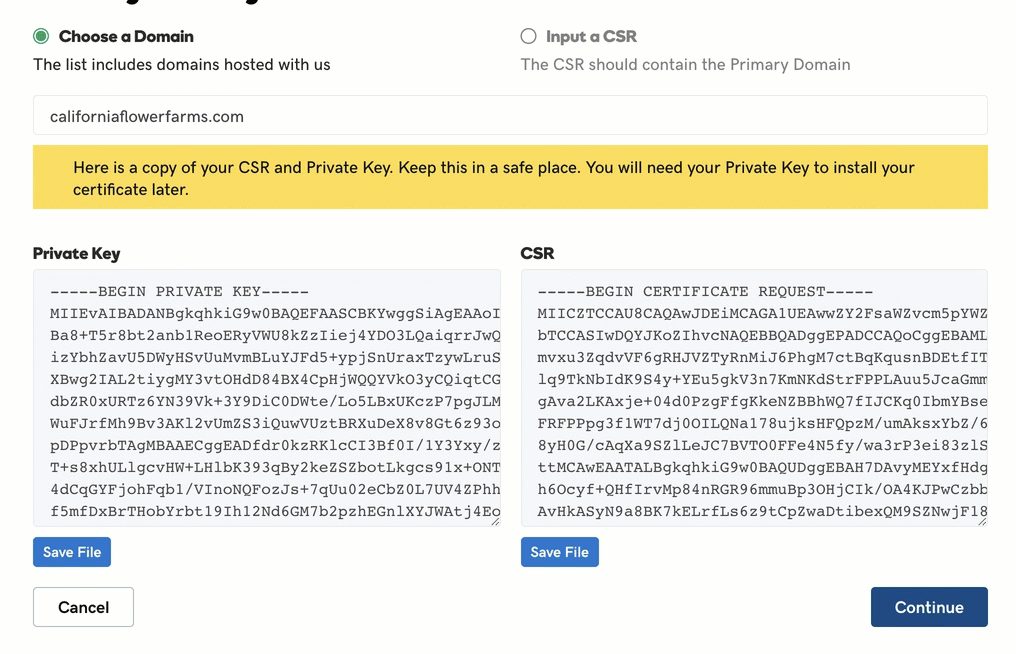 Choose a Domain
Input a CSR
The list includes domains hosted with us
The CSR should contain the Primary Domain
californiaflowerfarms.com
Here is a copy of your CSR and Private Key. Keep this in a safe place. You will need your Private Key to install your
certificate later.
Private Key
-----BEGIN PRIVATE KEY-----
MIIEvAIBADANBgkqhkiG9w0BAQEFAASCBKYwggSiAgEAAoI
Ba8+T5r8bt2anblReoERyVWU8kZzIiej4YDO3LQaiqrrJwQ
izYbhZavU5DWyHSvUuMvmBLuYJFd5+ypjSnUraxTzywLruS
XBwg2IAL2tiygMY3vtOHdD84BX4CpHjWQQYVkO3yCQiqtCG
dbZR0xURTz6YN39Vk+3Y9DiC0DWte/Lo5LBxUKczP7pgJLM
WuFJrfMh9Bv3AKl2vUmZS3iQuwVUztBRXuDeX8v8Gt6z93o
pDPpvrbTAgMBAAECggEADfdr0kzRKlcCI3Bf0I/lY3Yxy/z
T+s8xhULlgcvHW+LHlbK393qBy2keZSZbotLkgcs91x+ONT
4dCqGYFjohFqbl/VInoNQFozJs+7qUu02eCbZ0L7UV4ZPhh
f5mfDxBrTHobYrbt19Ih12Nd6GM7b2pzhEGnlXYJWAtj4Eo
Save File
CSR
-----BEGIN CERTIFICATE REQUEST-----
MIICZTCCAU8CAQAwJDEiMCAGA1UEAwwZY2FsaWZvcm5pYWZ
bTCCASIwDQYJKoZIhvcNAQEBBQADggEPADCCAQoCggEBAML
mvxu3ZqdvVF6gRHJVZTyRnMiJ6PhgM7ctBqKqusnBDEtfIT
lq9TkNbIdK9S4y+YEu5gkV3n7KmNKdStrFPPLAuu5JcaGmm
gAva2LKAxje+04d0PzgFfgKkeNZBBhWQ7fIJCKq0IbmYBse
FRFPPpg3f1WT7dj0OILQNa178ujksHFQpzM/umAksxYbZ/6
8yH0G/cAqXa9SZlLeJC7BVTO0FFe4N5fy/wa3rP3ei83zlS
ttMCAwEAATALBgkqhkiG9w0BAQUDggEBAH7DAvyMEYxfHdg
h6Ocyf+QHfIrvMp84nRGR96mmuBp3OHjCIk/OA4KJPwCzbb
AvHkASyN9a8BK7kELrfLs6z9tCpZwaDtibexQM9SZNwjF18
Save File
Cancel
Continue